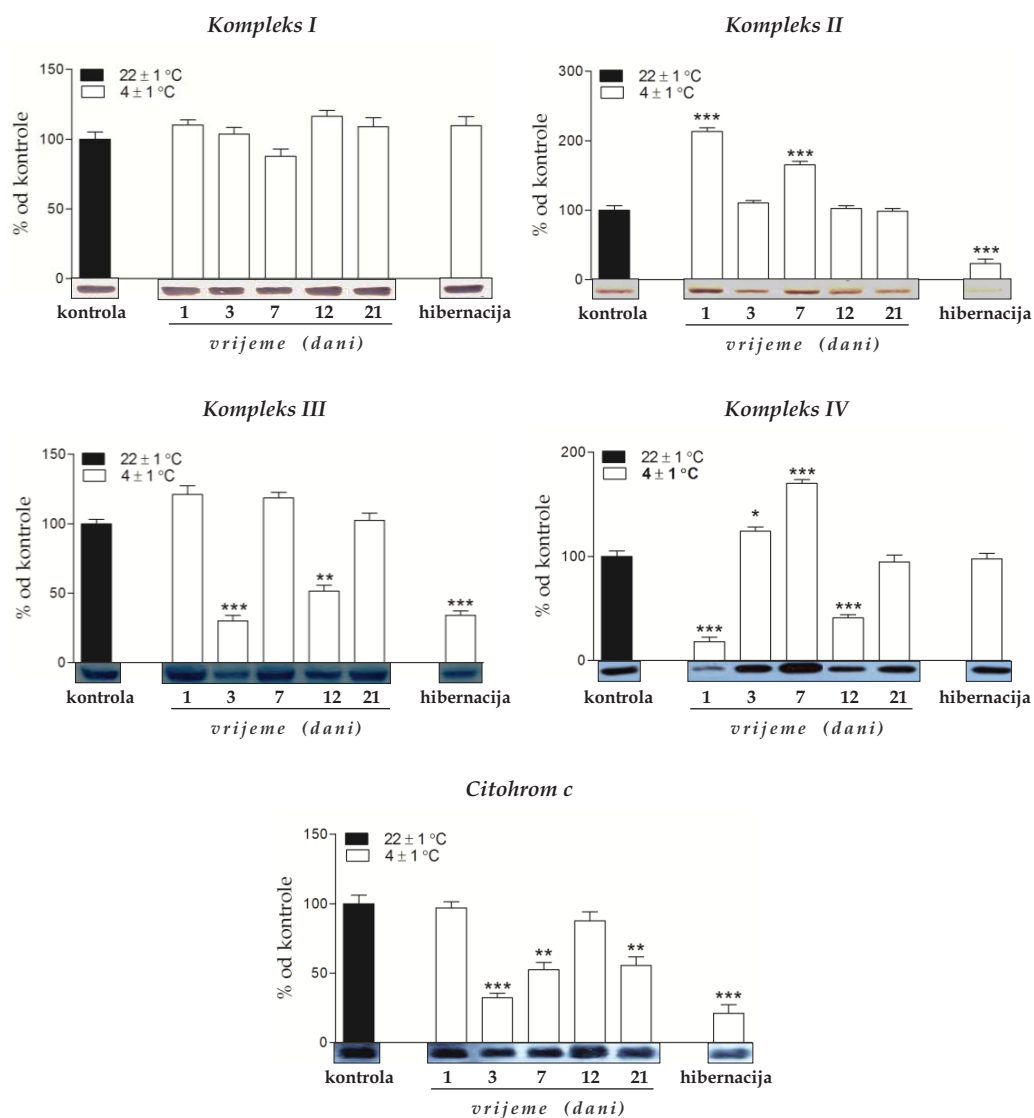 Kompleks I
150
100
50
0
% od kontrole
22 ± 1 °C
4 ± 1 °C
kontrola
1 3 7 12 21
hibernacija
vrijeme (dani)
Kompleks II
300
200
100
0
% od kontrole
22 ± 1 °C
4 ± 1 °C
***
***
***
kontrola
1 3 7 12 21
hibernacija
vrijeme (dani)
Kompleks III
150
100
50
0
% od kontrole
22 ± 1 °C
4 ± 1 °C
***
**
***
kontrola
1 3 7 12 21
hibernacija
vrijeme (dani)
Kompleks IV
200
100
0
% od kontrole
22 ± 1 °C
4 ± 1 °C
***
*
***
***
kontrola
1 3 7 12 21
hibernacija
vrijeme (dani)
Citohrom c
150
100
50
0
% od kontrole
22 ± 1 °C
4 ± 1 °C
***
**
**
***
kontrola
1 3 7 12 21
hibernacija
vrijeme (dani)